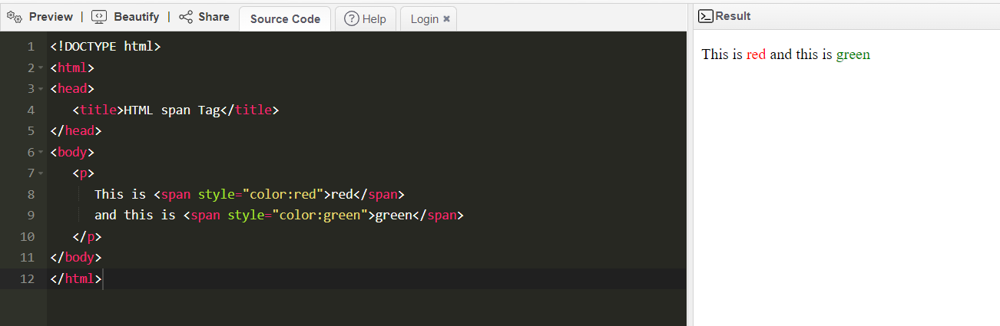 Preview | Beautify | Share Source Code ? Help Login ×
1 <!DOCTYPE html>
2 <html>
3 <head>
4    <title>HTML span Tag</title>
5 </head>
6 <body>
7    <p>
8       This is <span style="color:red">red</span>
9       and this is <span style="color:green">green</span>
10    </p>
11 </body>
12 </html>
Result
This is red and this is green